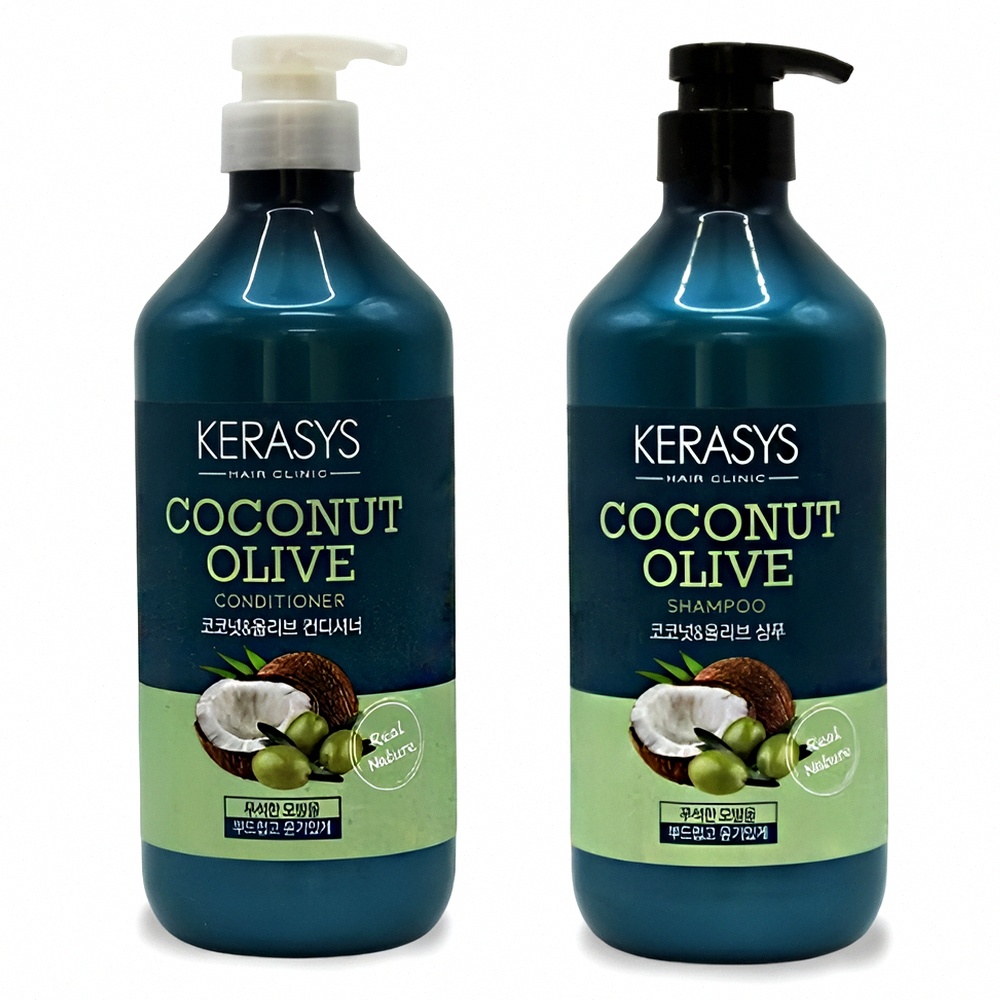 KERASYS
HAIR CLINIC
COCONUT
OLIVE
CONDITIONER
코코넛&올리브 컨디셔너
Real
Nature
KERASYS
HAIR CLINIC
COCONUT
OLIVE
SHAMPOO
코코넛&올리브 샴푸
Real
Nature